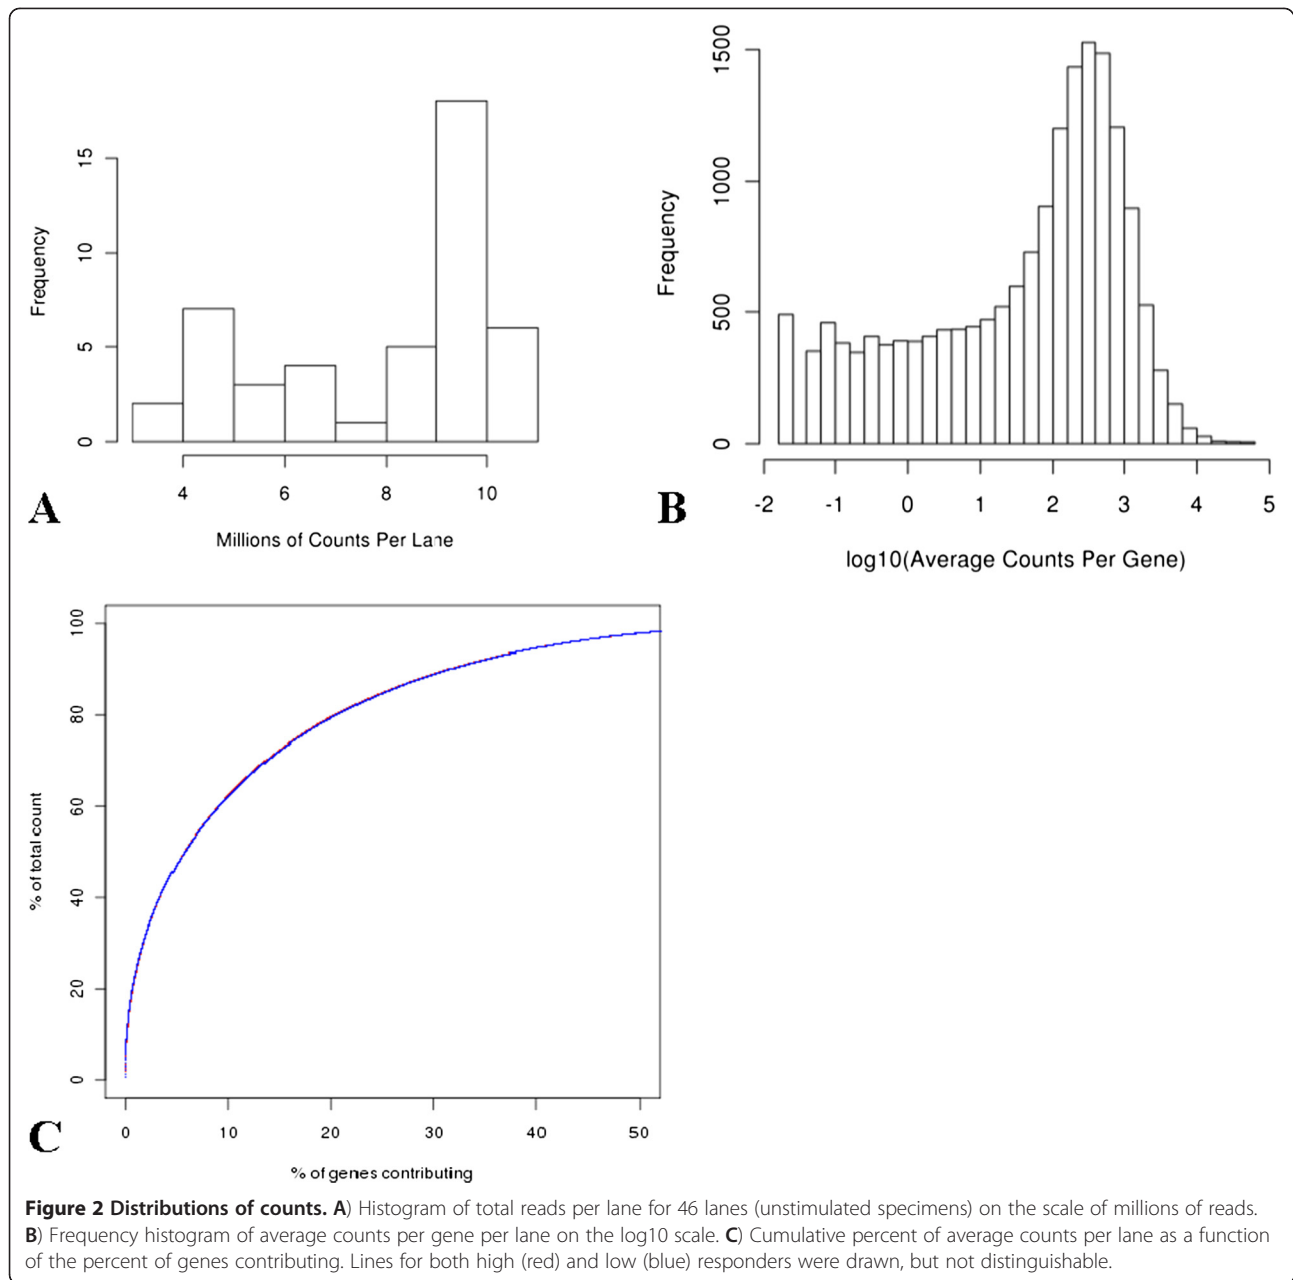 Frequency
15
10
5
0
4 6 8 10
Millions of Counts Per Lane
A
Frequency
1500
1000
500
0
-2 -1 0 1 2 3 4 5
log10(Average Counts Per Gene)
B
% of total count
100
80
60
40
20
0
0 10 20 30 40 50
% of genes contributing
C
Figure 2 Distributions of counts. A) Histogram of total reads per lane for 46 lanes (unstimulated specimens) on the scale of millions of reads.
B) Frequency histogram of average counts per gene per lane on the log10 scale. C) Cumulative percent of average counts per lane as a function
of the percent of genes contributing. Lines for both high (red) and low (blue) responders were drawn, but not distinguishable.